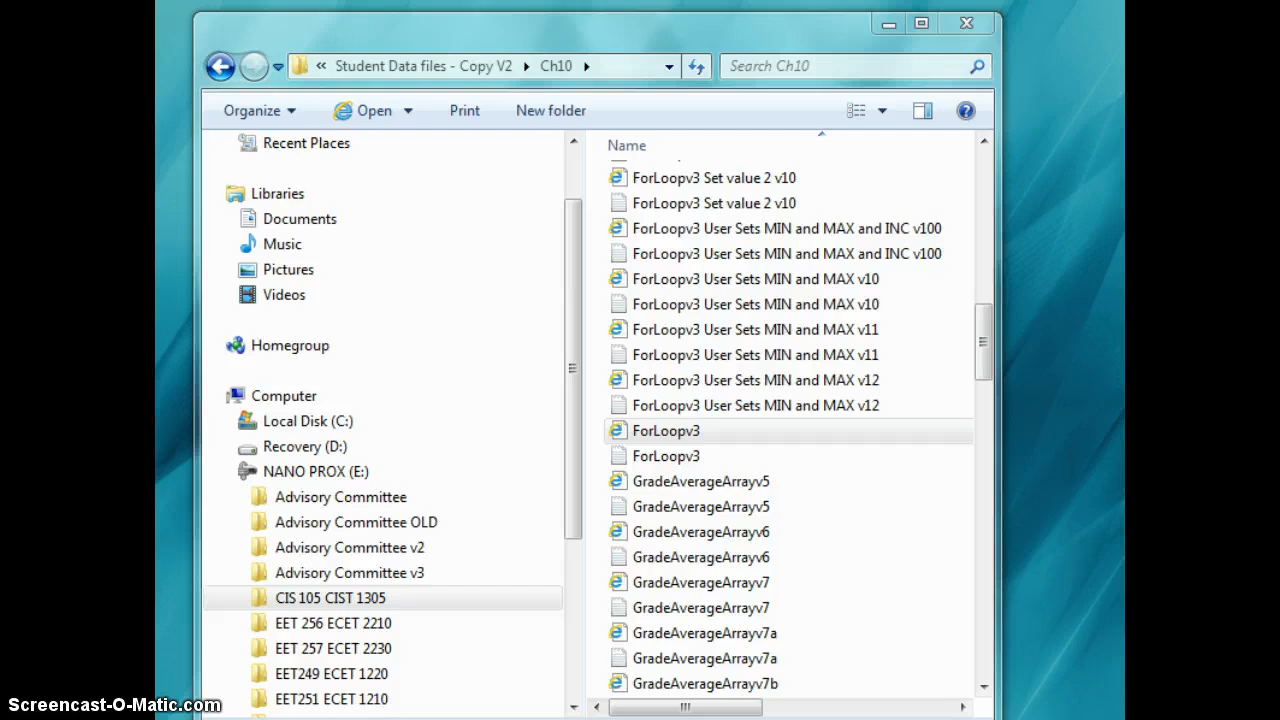 « Student Data files - Copy V2 Ch10
Search Ch10
Organize Open Print New folder
Recent Places
Libraries
Documents
Music
Pictures
Videos
Homegroup
Computer
Local Disk (C:)
Recovery (D:)
NANO PROX (E:)
Advisory Committee
Advisory Committee OLD
Advisory Committee v2
Advisory Committee v3
CIS 105 CIST 1305
EET 256 ECET 2210
EET 257 ECET 2230
EET249 ECET 1220
EET251 ECET 1210
Name
ForLoopv3 Set value 2 v10
ForLoopv3 Set value 2 v10
ForLoopv3 User Sets MIN and MAX and INC v100
ForLoopv3 User Sets MIN and MAX and INC v100
ForLoopv3 User Sets MIN and MAX v10
ForLoopv3 User Sets MIN and MAX v10
ForLoopv3 User Sets MIN and MAX v11
ForLoopv3 User Sets MIN and MAX v11
ForLoopv3 User Sets MIN and MAX v12
ForLoopv3 User Sets MIN and MAX v12
ForLoopv3
ForLoopv3
GradeAverageArrayv5
GradeAverageArrayv5
GradeAverageArrayv6
GradeAverageArrayv6
GradeAverageArrayv7
GradeAverageArrayv7
GradeAverageArrayv7a
GradeAverageArrayv7a
GradeAverageArrayv7b
Screencast-O-Matic.com